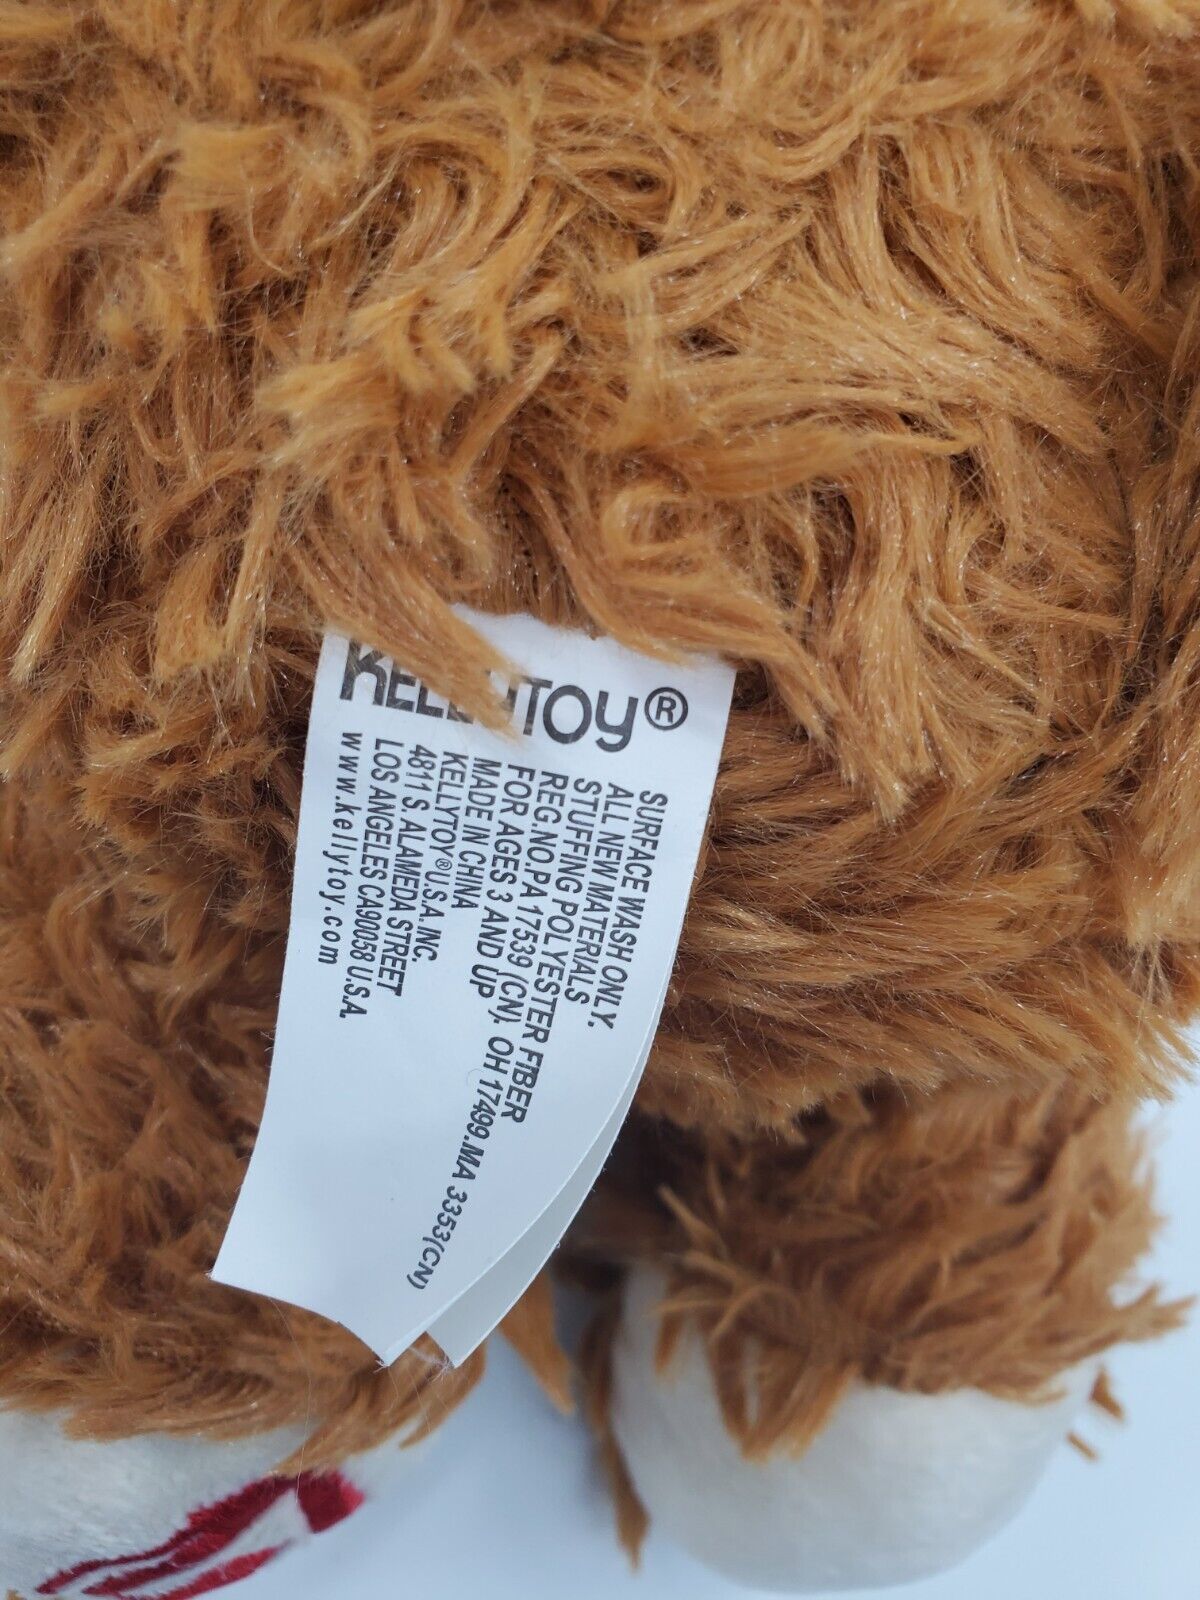 KELLYTOY®
SURFACE WASH ONLY.
ALL NEW MATERIALS
STUFFING POLYESTER FIBER
REG.NO.PA 17539 (CN), OH 17499.MA 3353(CN)
FOR AGES 3 AND UP
MADE IN CHINA
KELLYTOY®U.S.A.INC.
4811 S. ALAMEDA STREET
LOS ANGELES CA90058 U.S.A.
www.kellytoy.com